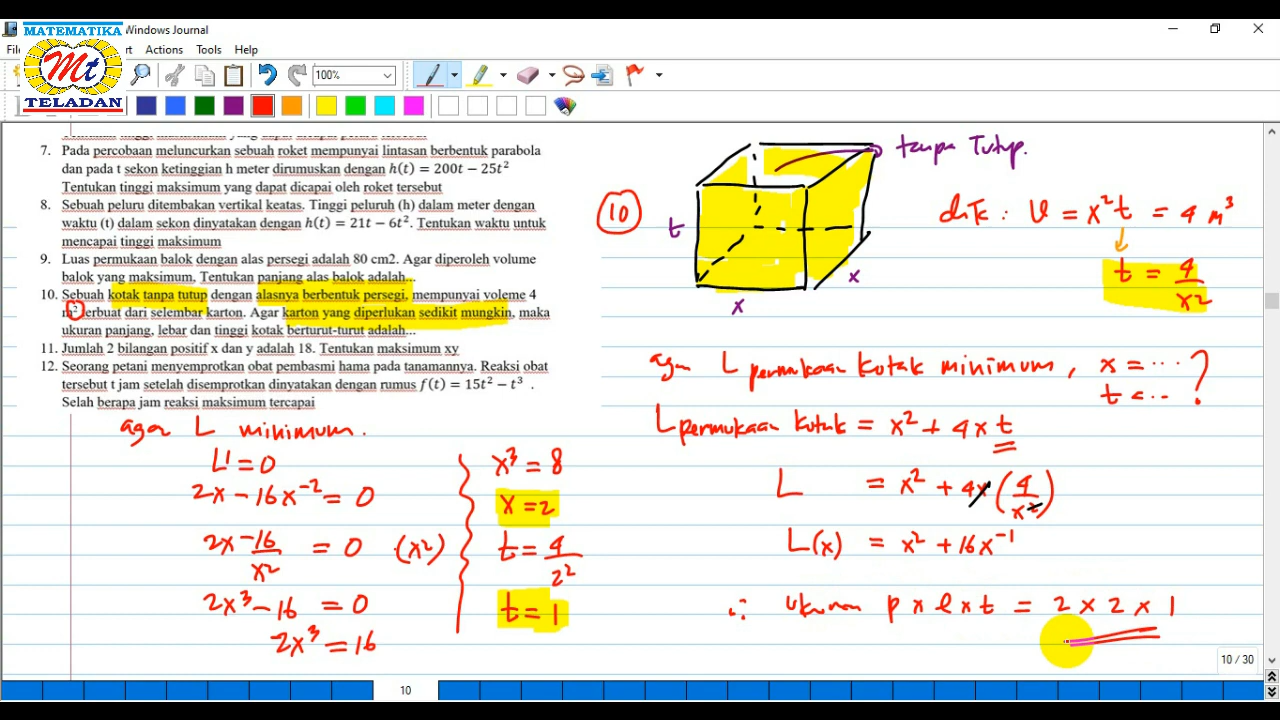 Windows Journal
MATEMATIKA
Mt
TELADAN
Actions Tools Help
100%
7. Pada percobaan meluncurkan sebuah roket mempunyai lintasan berbentuk parabola
dan pada t sekon ketinggian h meter dirumuskan dengan h(t) = 200t − 25t²
Tentukan tinggi maksimum yang dapat dicapai oleh roket tersebut
8. Sebuah peluru ditembakan vertikal keatas. Tinggi peluruh (h) dalam meter dengan
waktu (t) dalam sekon dinyatakan dengan h(t) = 21t − 6t². Tentukan waktu untuk
mencapai tinggi maksimum
9. Luas permukaan balok dengan alas persegi adalah 80 cm2. Agar diperoleh volume
balok yang maksimum. Tentukan panjang alas balok adalah...
10. Sebuah kotak tanpa tutup dengan alasnya berbentuk persegi, mempunyai voleme 4
m³ terbuat dari selembar karton. Agar karton yang diperlukan sedikit mungkin, maka
ukuran panjang, lebar dan tinggi kotak berturut-turut adalah...
11. Jumlah 2 bilangan positif x dan y adalah 18. Tentukan maksimum xy
12. Seorang petani menyemprotkan obat pembasmi hama pada tanamannya. Reaksi obat
tersebut t jam setelah disemprotkan dinyatakan dengan rumus f(t) = 15t² − t³ .
Selah berapa jam reaksi maksimum tercapai
10
tanpa Tutup.
t
x
x
dit : V = x²t = 4 m³
t = 4/x²
agar L permukaan kotak minimum, x = ... ?
t = ...
L permukaan kotak = x² + 4xt
L = x² + 4x (4/x²)
L(x) = x² + 16x⁻¹
agar L minimum.
L' = 0
2x − 16x⁻² = 0
2x − 16/x² = 0 (x²)
2x³ − 16 = 0
2x³ = 16
x³ = 8
x = 2
t = 4/2²
t = 1
∴ ukuran p x l x t = 2 x 2 x 1
10 / 30
10